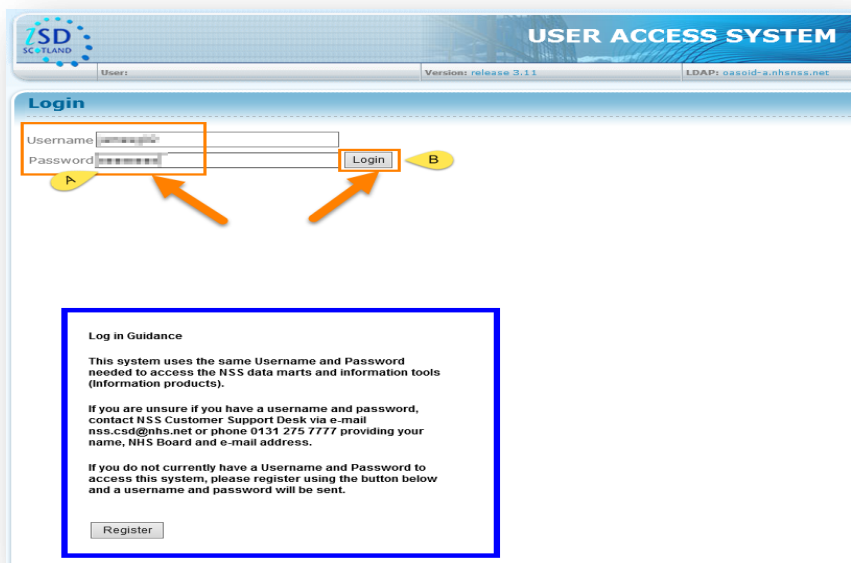 ISD
SCOTLAND
USER ACCESS SYSTEM
User:
Version: release 3.11
LDAP: oasoid-a.nhsnss.net
Login
Username
Password
Login
B
A
Log in Guidance
This system uses the same Username and Password
needed to access the NSS data marts and information tools
(Information products).
If you are unsure if you have a username and password,
contact NSS Customer Support Desk via e-mail
nss.csd@nhs.net or phone 0131 275 7777 providing your
name, NHS Board and e-mail address.
If you do not currently have a Username and Password to
access this system, please register using the button below
and a username and password will be sent.
Register